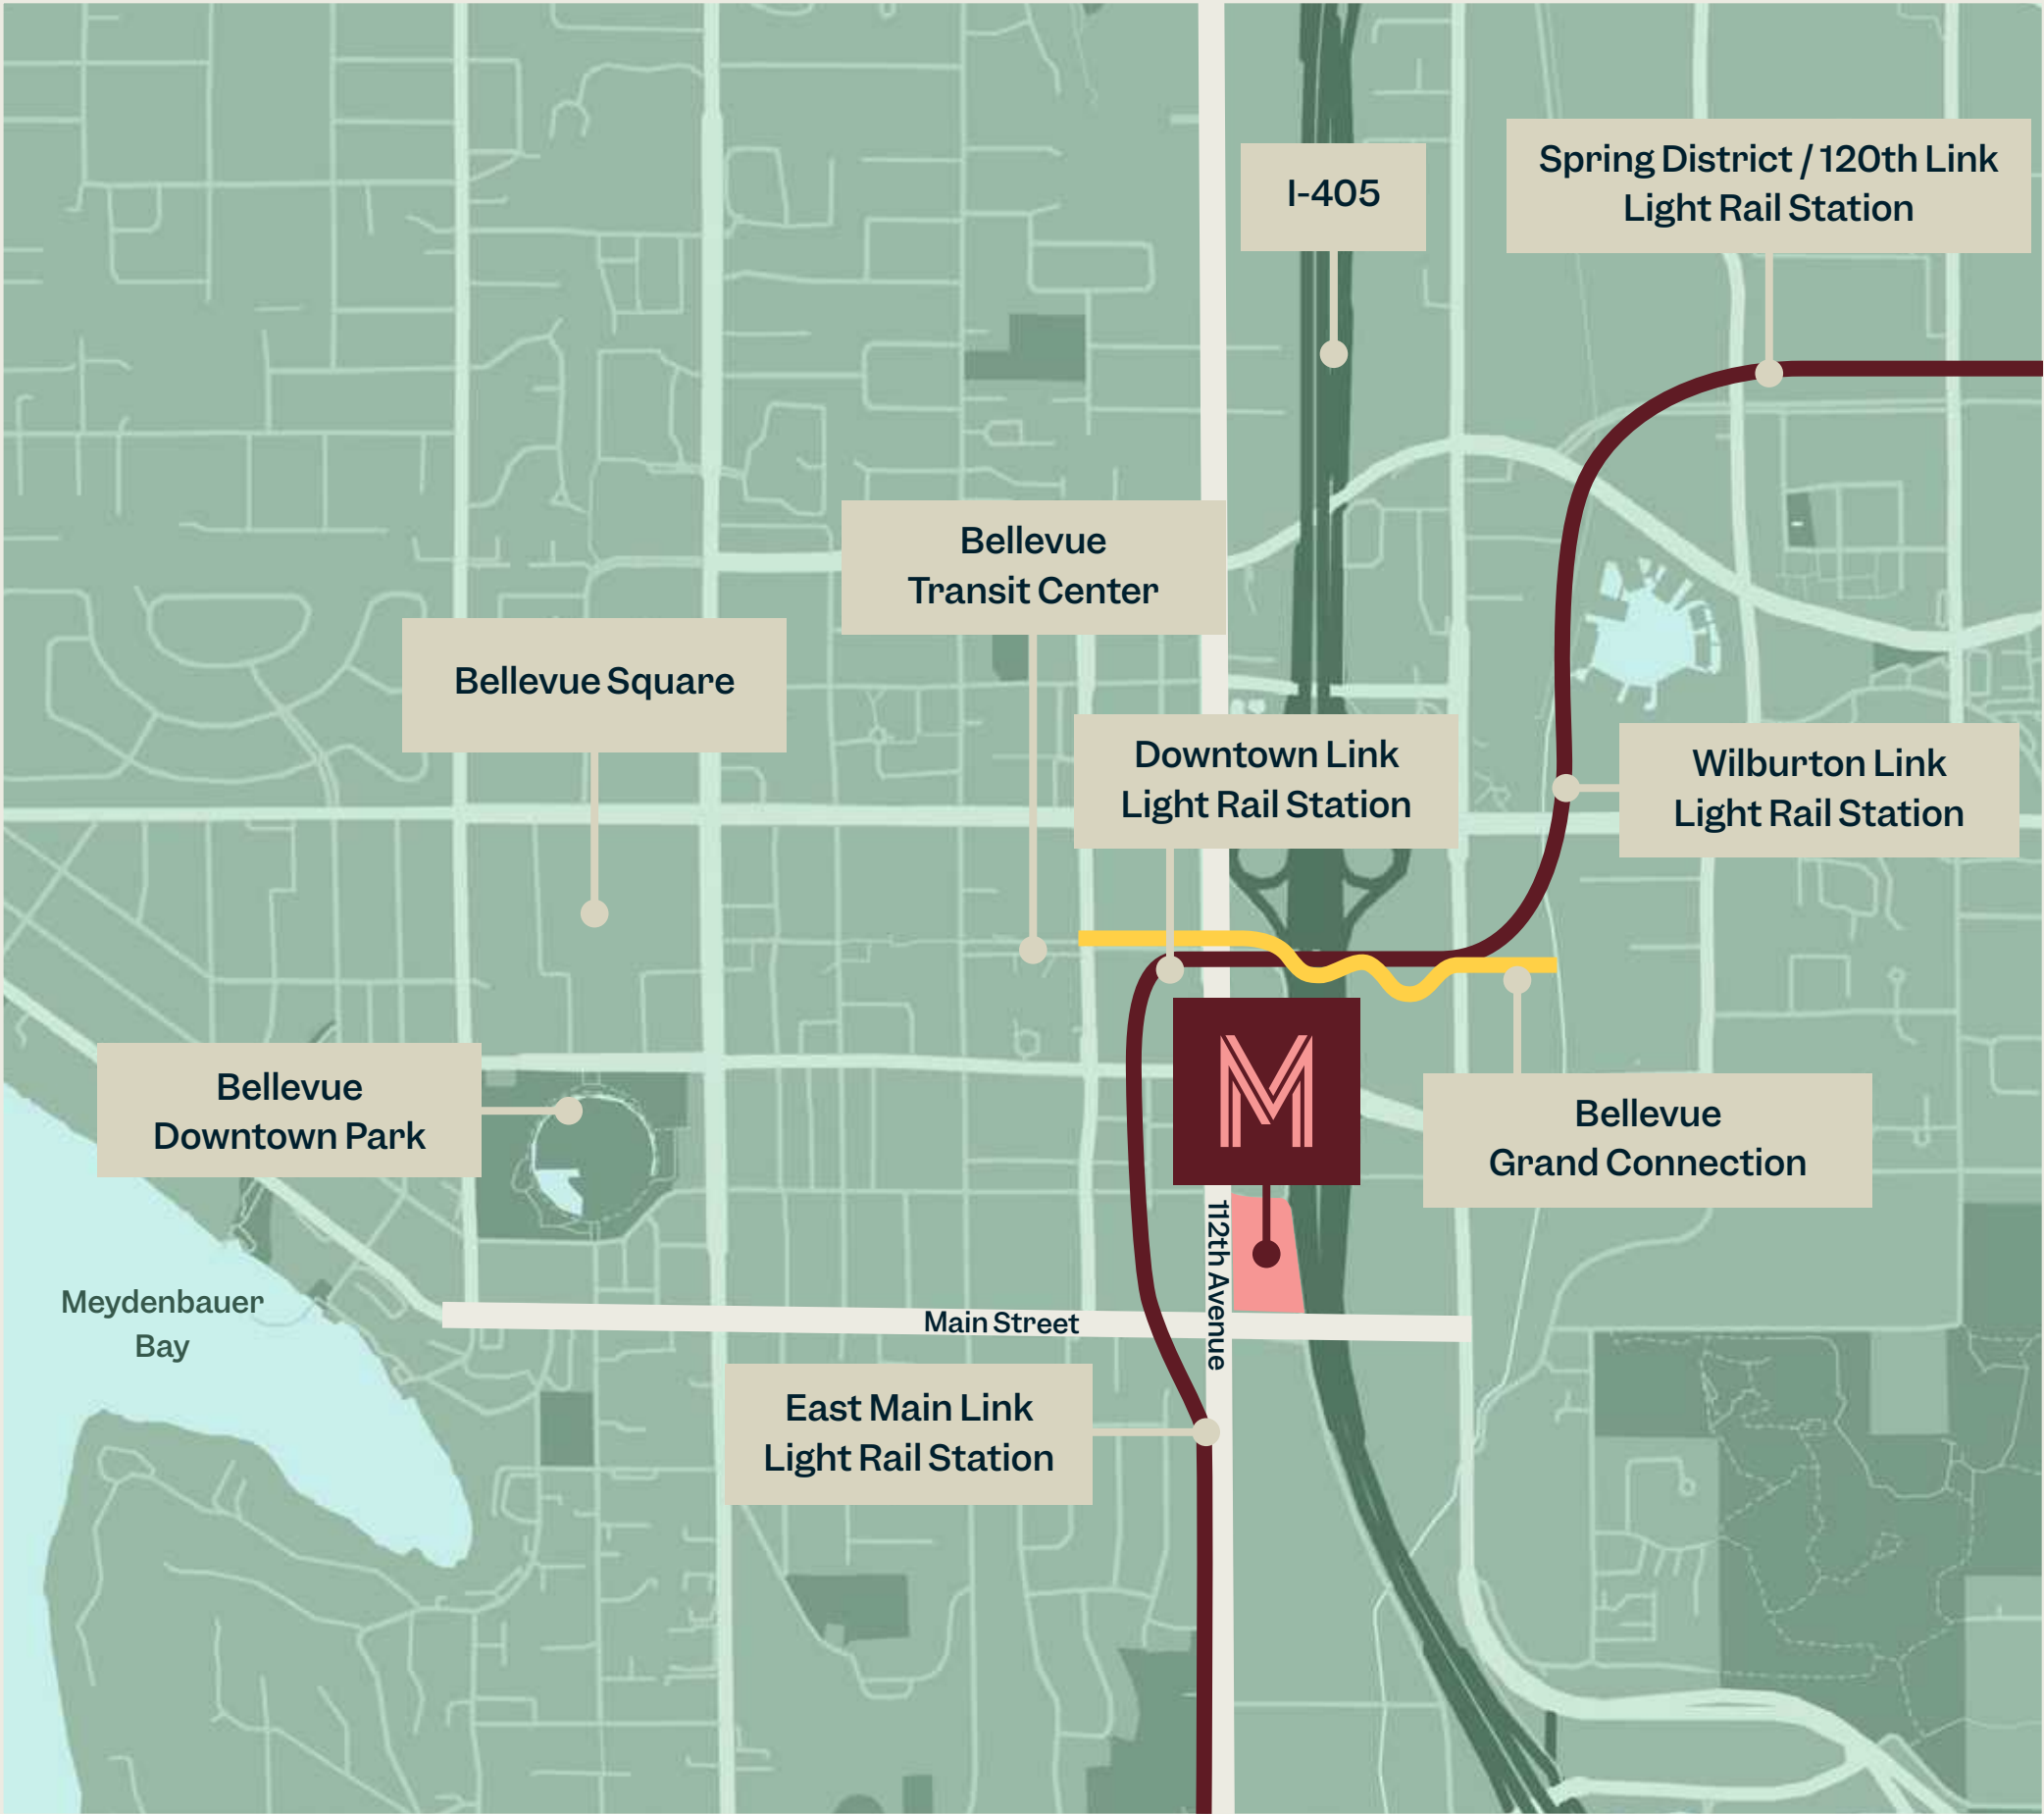 I-405
Spring District / 120th Link
Light Rail Station
Bellevue
Transit Center
Bellevue Square
Downtown Link
Light Rail Station
Wilburton Link
Light Rail Station
M
Bellevue
Downtown Park
Bellevue
Grand Connection
112th Avenue
Meydenbauer
Bay
Main Street
East Main Link
Light Rail Station